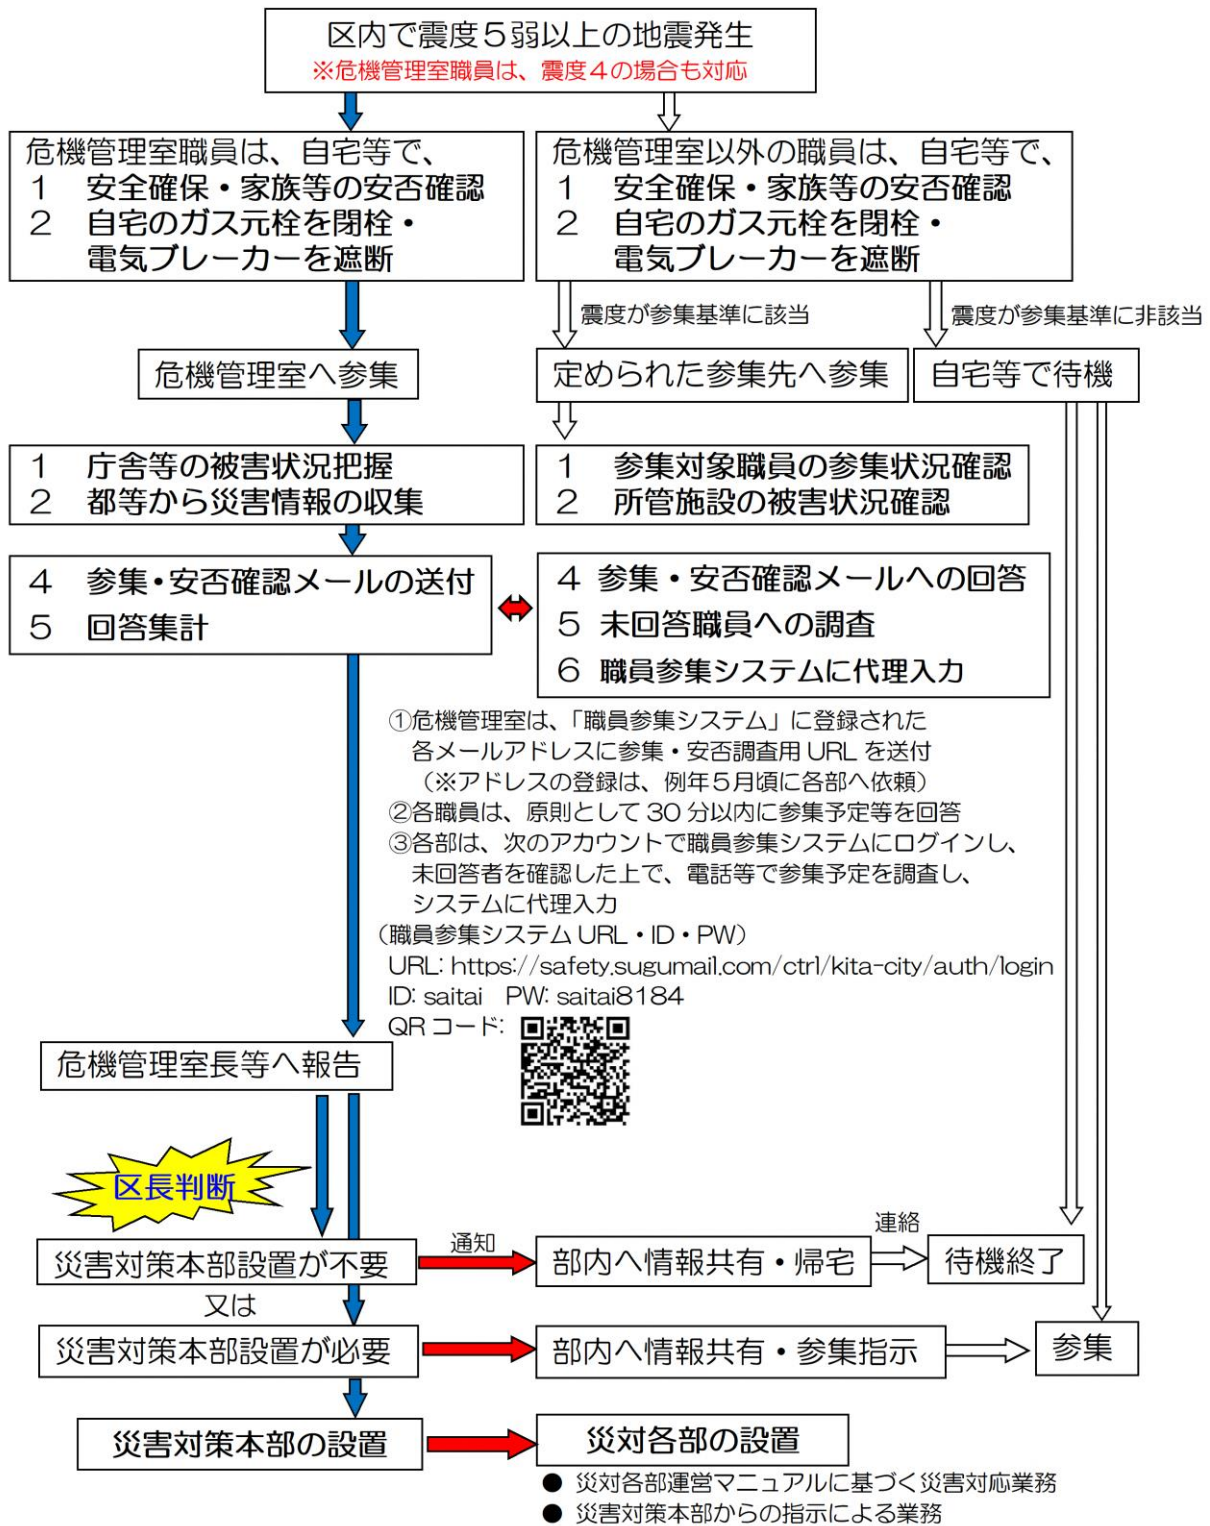 区内で震度５弱以上の地震発生
※危機管理室職員は、震度４の場合も対応
危機管理室職員は、自宅等で、
１　安全確保・家族等の安否確認
２　自宅のガス元栓を閉栓・
電気ブレーカーを遮断
危機管理室以外の職員は、自宅等で、
１　安全確保・家族等の安否確認
２　自宅のガス元栓を閉栓・
電気ブレーカーを遮断
震度が参集基準に該当
震度が参集基準に非該当
危機管理室へ参集
定められた参集先へ参集
自宅等で待機
１　庁舎等の被害状況把握
２　都等から災害情報の収集
１　参集対象職員の参集状況確認
２　所管施設の被害状況確認
４　参集・安否確認メールの送付
５　回答集計
４ 参集・安否確認メールへの回答
５ 未回答職員への調査
６ 職員参集システムに代理入力
①危機管理室は、「職員参集システム」に登録された
各メールアドレスに参集・安否調査用 URL を送付
（※アドレスの登録は、例年５月頃に各部へ依頼）
②各職員は、原則として 30 分以内に参集予定等を回答
③各部は、次のアカウントで職員参集システムにログインし、
未回答者を確認した上で、電話等で参集予定を調査し、
システムに代理入力
（職員参集システム URL・ID・PW）
URL: https://safety.sugumail.com/ctrl/kita-city/auth/login
ID: saitai　PW: saitai8184
QR コード:
危機管理室長等へ報告
区長判断
災害対策本部設置が不要
通知
部内へ情報共有・帰宅
連絡
待機終了
又は
災害対策本部設置が必要
部内へ情報共有・参集指示
参集
災害対策本部の設置
災対各部の設置
● 災対各部運営マニュアルに基づく災害対応業務
● 災害対策本部からの指示による業務